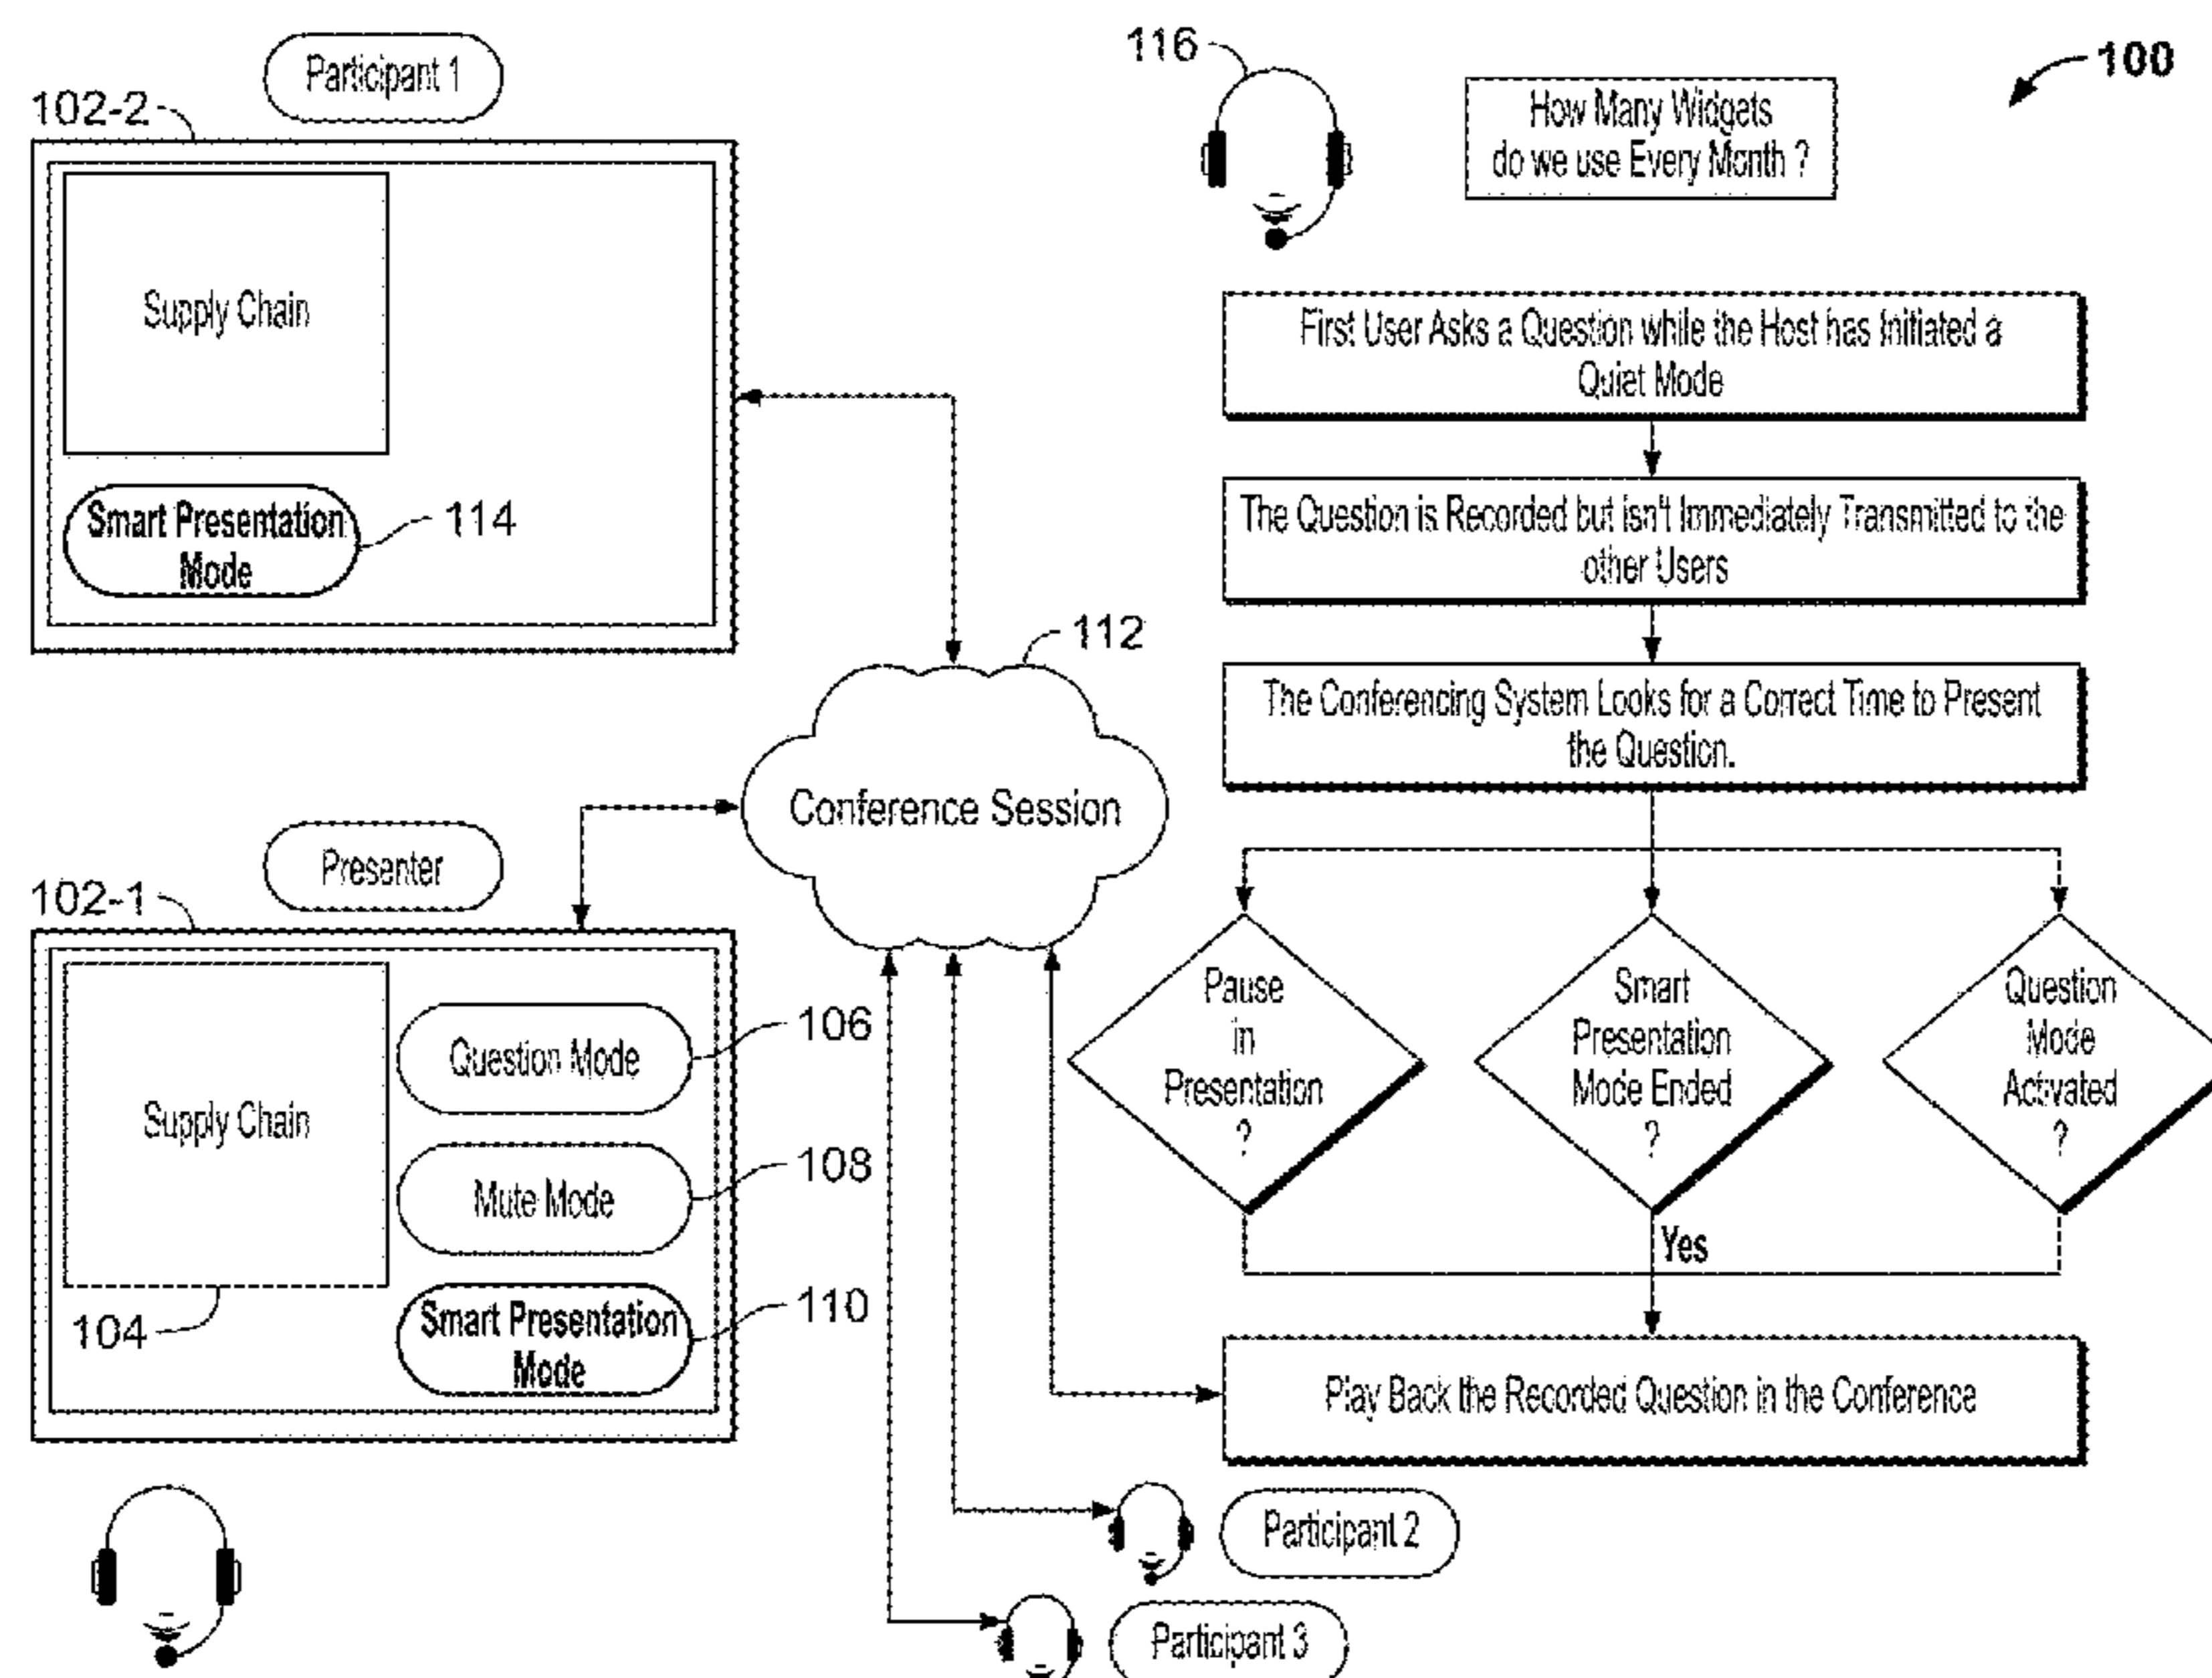 Participant 1
102-2
Supply Chain
Smart Presentation
Mode
114
116
How Many Widgets
do we use Every Month ?
100
First User Asks a Question while the Host has Initiated a
Quiet Mode
The Question is Recorded but isn't Immediately Transmitted to the
other Users
The Conferencing System Looks for a Correct Time to Present
the Question.
112
Conference Session
Presenter
102-1
Supply Chain
104
Question Mode
106
Mute Mode
108
Smart Presentation
Mode
110
Pause
in
Presentation
?
Smart
Presentation
Mode Ended
?
Question
Mode
Activated
?
Yes
Play Back the Recorded Question in the Conference
Participant 2
Participant 3